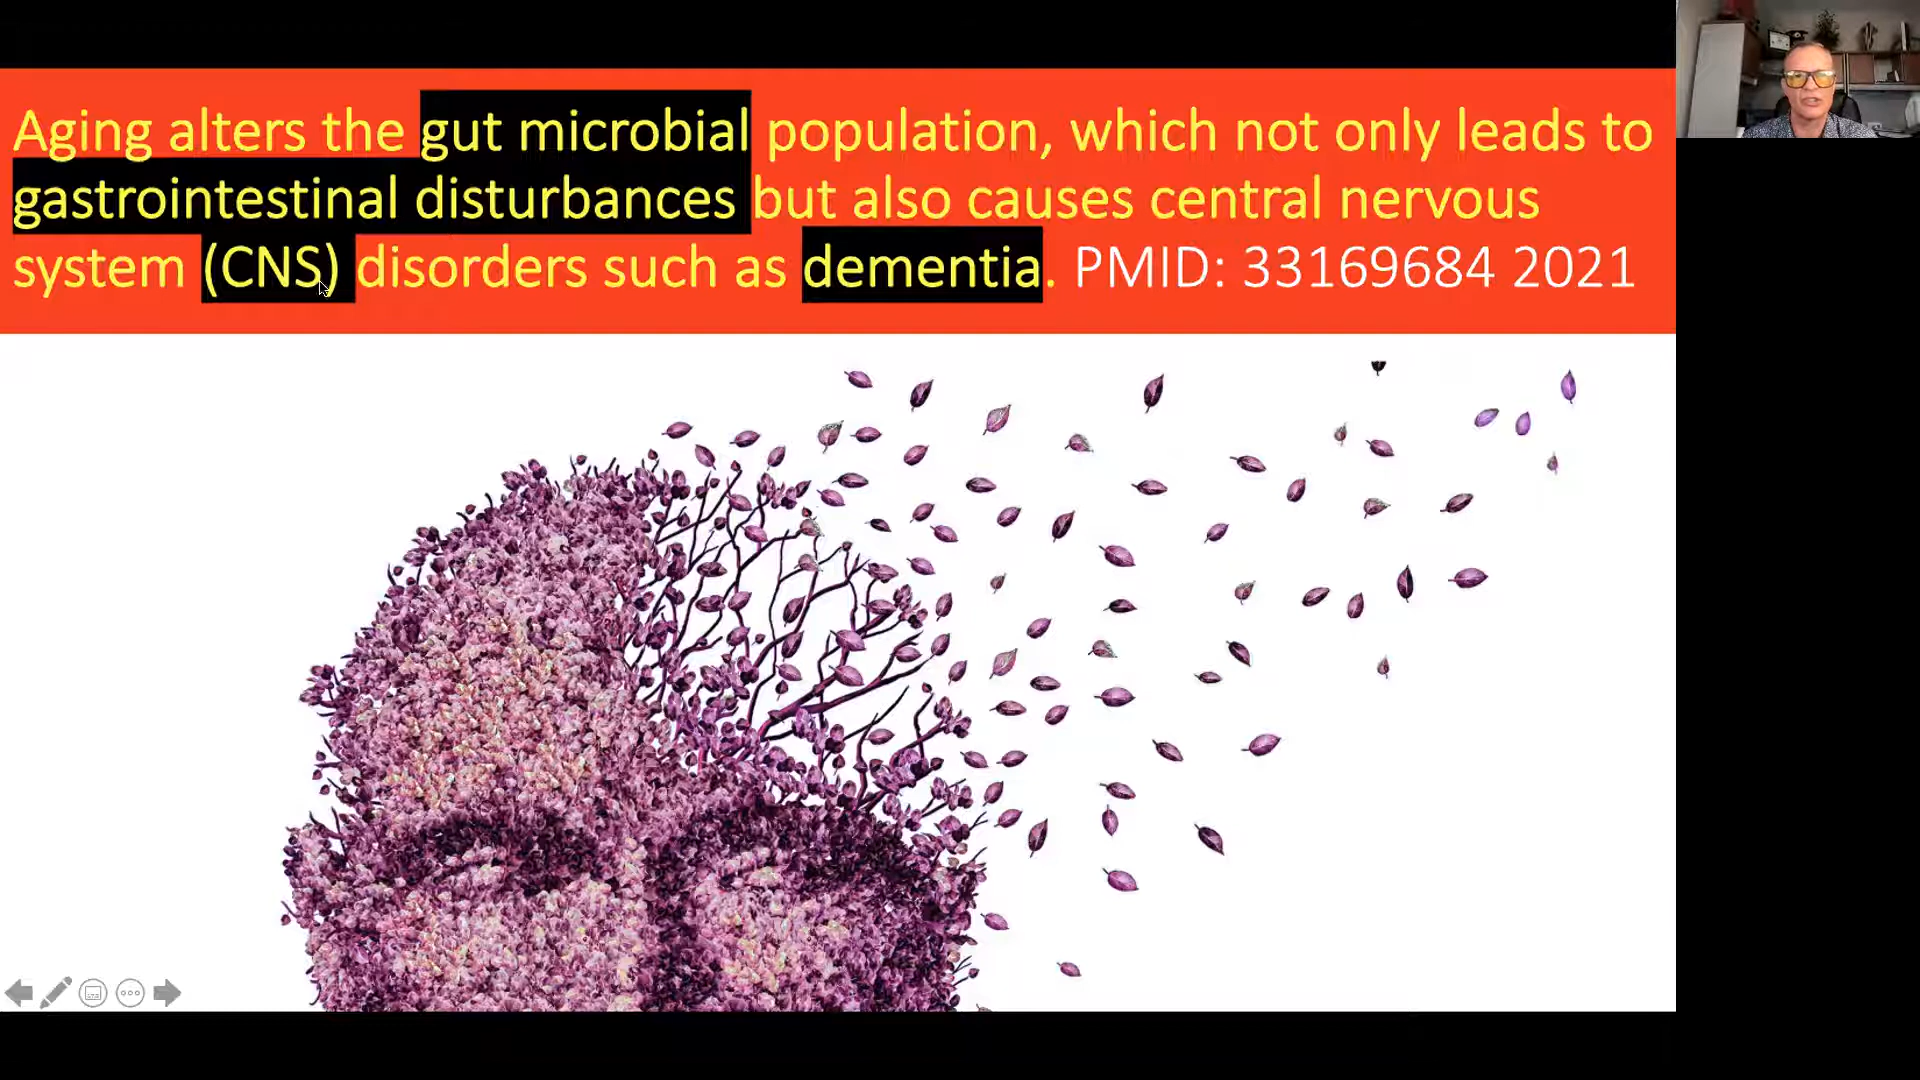 Aging alters the gut microbial population, which not only leads to
gastrointestinal disturbances but also causes central nervous
system (CNS) disorders such as dementia. PMID: 33169684 2021